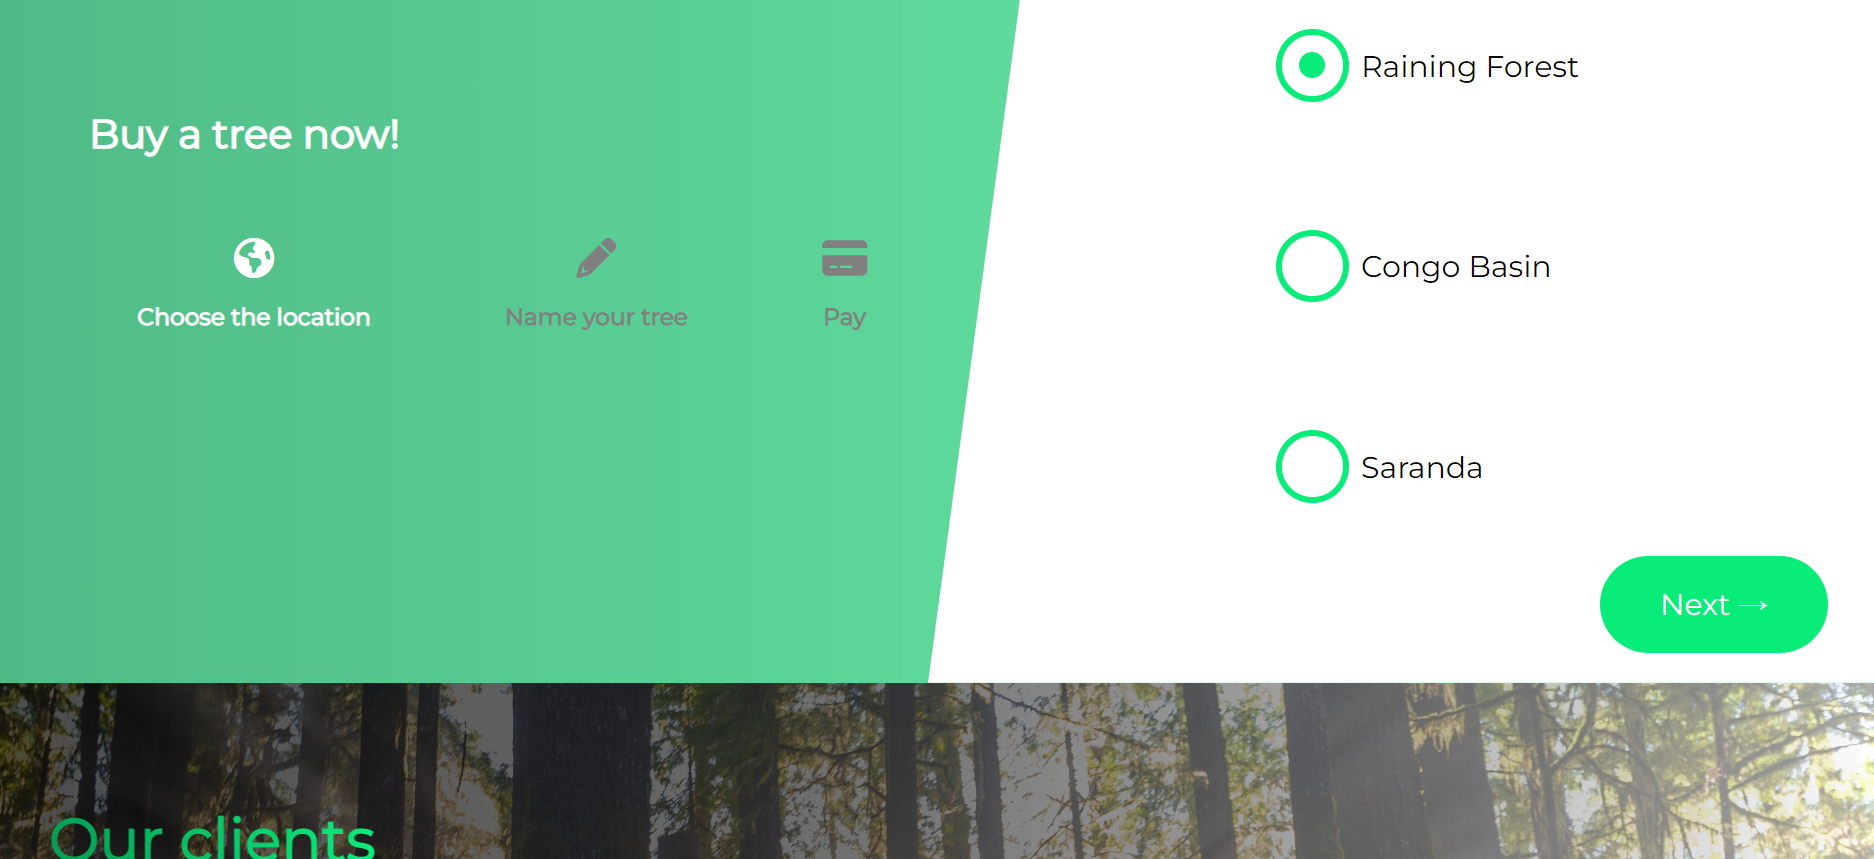 Buy a tree now!
Choose the location
Name your tree
Pay
Raining Forest
Congo Basin
Saranda
Next →
Our clients